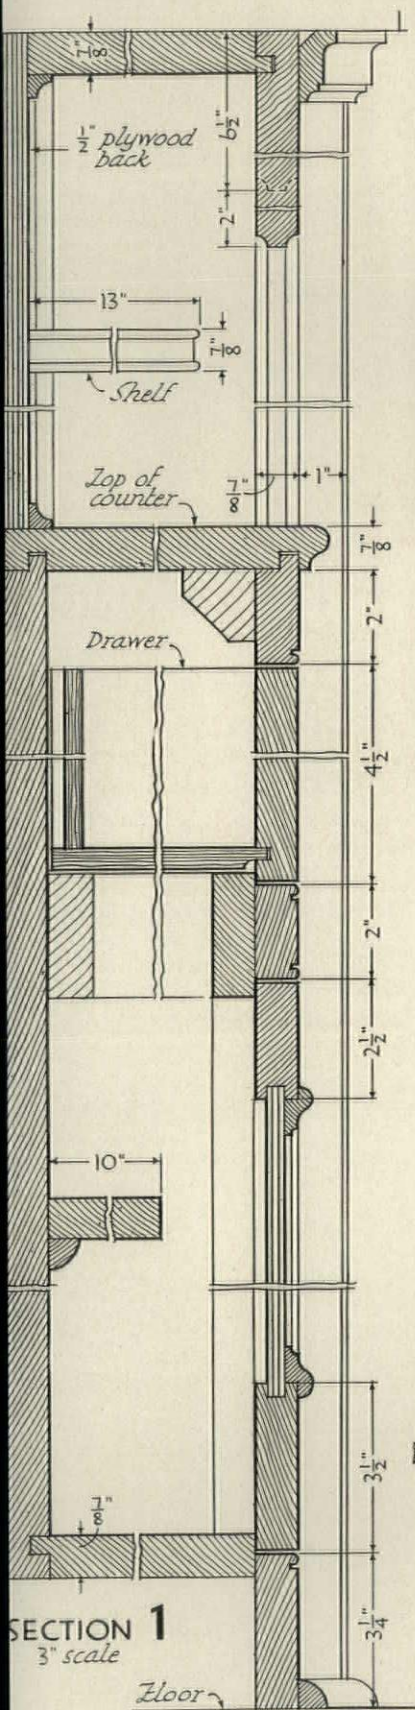 7/8"
6 1/2"
1/2" plywood
back
2"
13"
7/8"
Shelf
Top of
counter
7/8"
1"
7/8"
2"
Drawer
4 1/2"
2"
2 1/2"
10"
3 1/2"
7/8"
SECTION 1
3" scale
3 1/4"
Floor